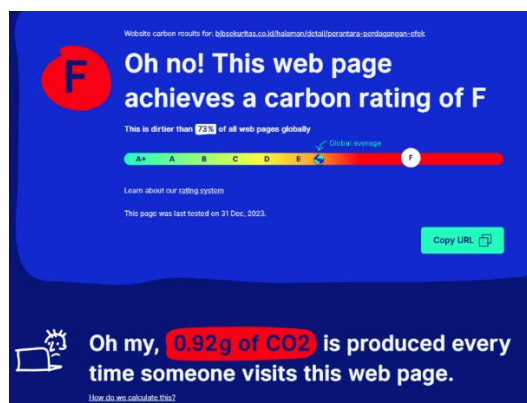 Website carbon results for: bjbsekuritas.co.id/halaman/detail/perantara-perdagangan-efek
F
Oh no! This web page
achieves a carbon rating of F
This is dirtier than 73% of all web pages globally
Global average
A+ A B C D E F
Learn about our rating system
This page was last tested on 31 Dec, 2023.
Copy URL
Oh my, 0.92g of CO2 is produced every
time someone visits this web page.
How do we calculate this?